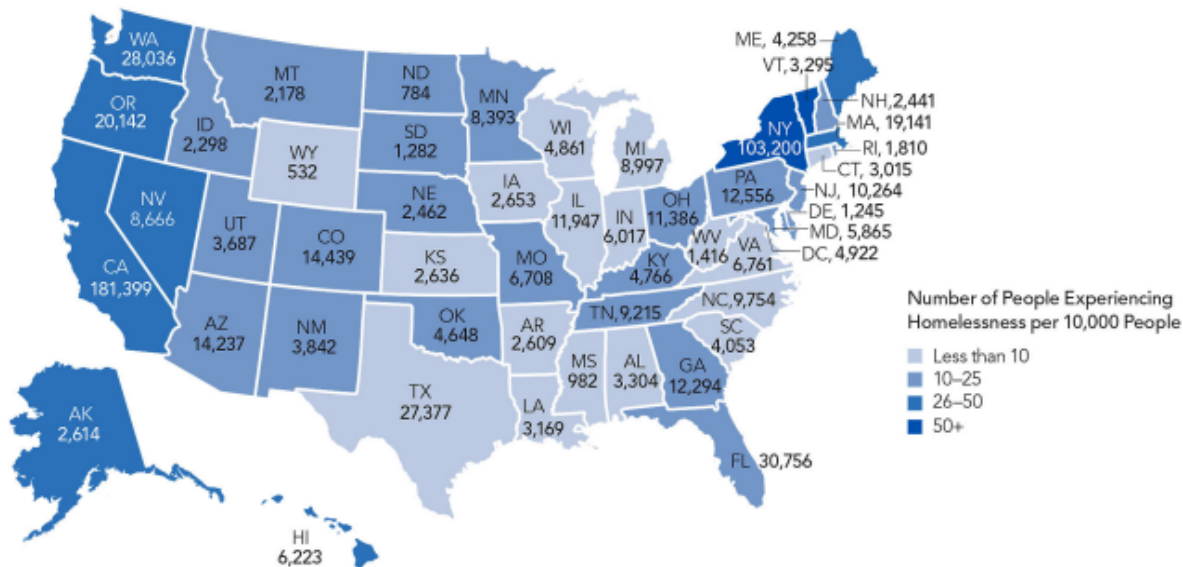 WA
28,036
OR
20,142
CA
181,399
NV
8,666
ID
2,298
MT
2,178
WY
532
UT
3,687
AZ
14,237
CO
14,439
NM
3,842
ND
784
SD
1,282
NE
2,462
KS
2,636
OK
4,648
TX
27,377
MN
8,393
IA
2,653
MO
6,708
AR
2,609
LA
3,169
WI
4,861
IL
11,947
MI
8,997
IN
6,017
OH
11,386
KY
4,766
TN, 9,215
MS
982
AL
3,304
GA
12,294
FL 30,756
SC
4,053
NC, 9,754
VA
6,761
WV
1,416
PA
12,556
NY
103,200
ME, 4,258
VT, 3,295
NH, 2,441
MA, 19,141
RI, 1,810
CT, 3,015
NJ, 10,264
DE, 1,245
MD, 5,865
DC, 4,922
AK
2,614
HI
6,223
Number of People Experiencing
Homelessness per 10,000 People
Less than 10
10–25
26–50
50+